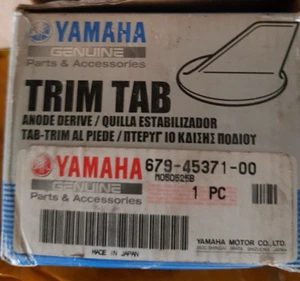 YAMAHA
GENUINE
Parts & Accessories
TRIM TAB
ANODE DERIVE / QUILLA ESTABILIZADOR
TAB-TRIM AL PIEDE / ΠΤΕΡΥΓΙΟ ΚΛΙΣΗΣ ΠΟΔΙΟΥ
YAMAHA 679-45371-00
GENUINE
Parts & Accessories
1 PC
MADE IN JAPAN
YAMAHA MOTOR CO., LTD.